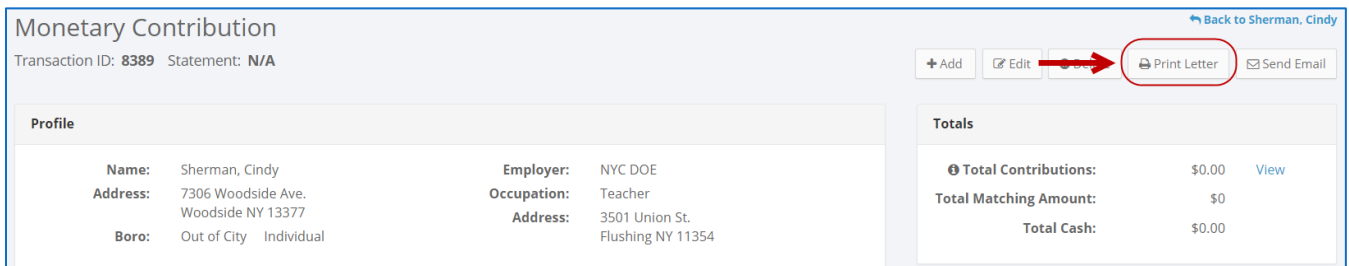 Monetary Contribution
Back to Sherman, Cindy
Transaction ID: 8389 Statement: N/A
Add Edit Print Letter Send Email
Profile
Name: Sherman, Cindy
Address: 7306 Woodside Ave.
Woodside NY 13377
Boro: Out of City Individual
Employer: NYC DOE
Occupation: Teacher
Address: 3501 Union St.
Flushing NY 11354
Totals
Total Contributions: $0.00 View
Total Matching Amount: $0
Total Cash: $0.00